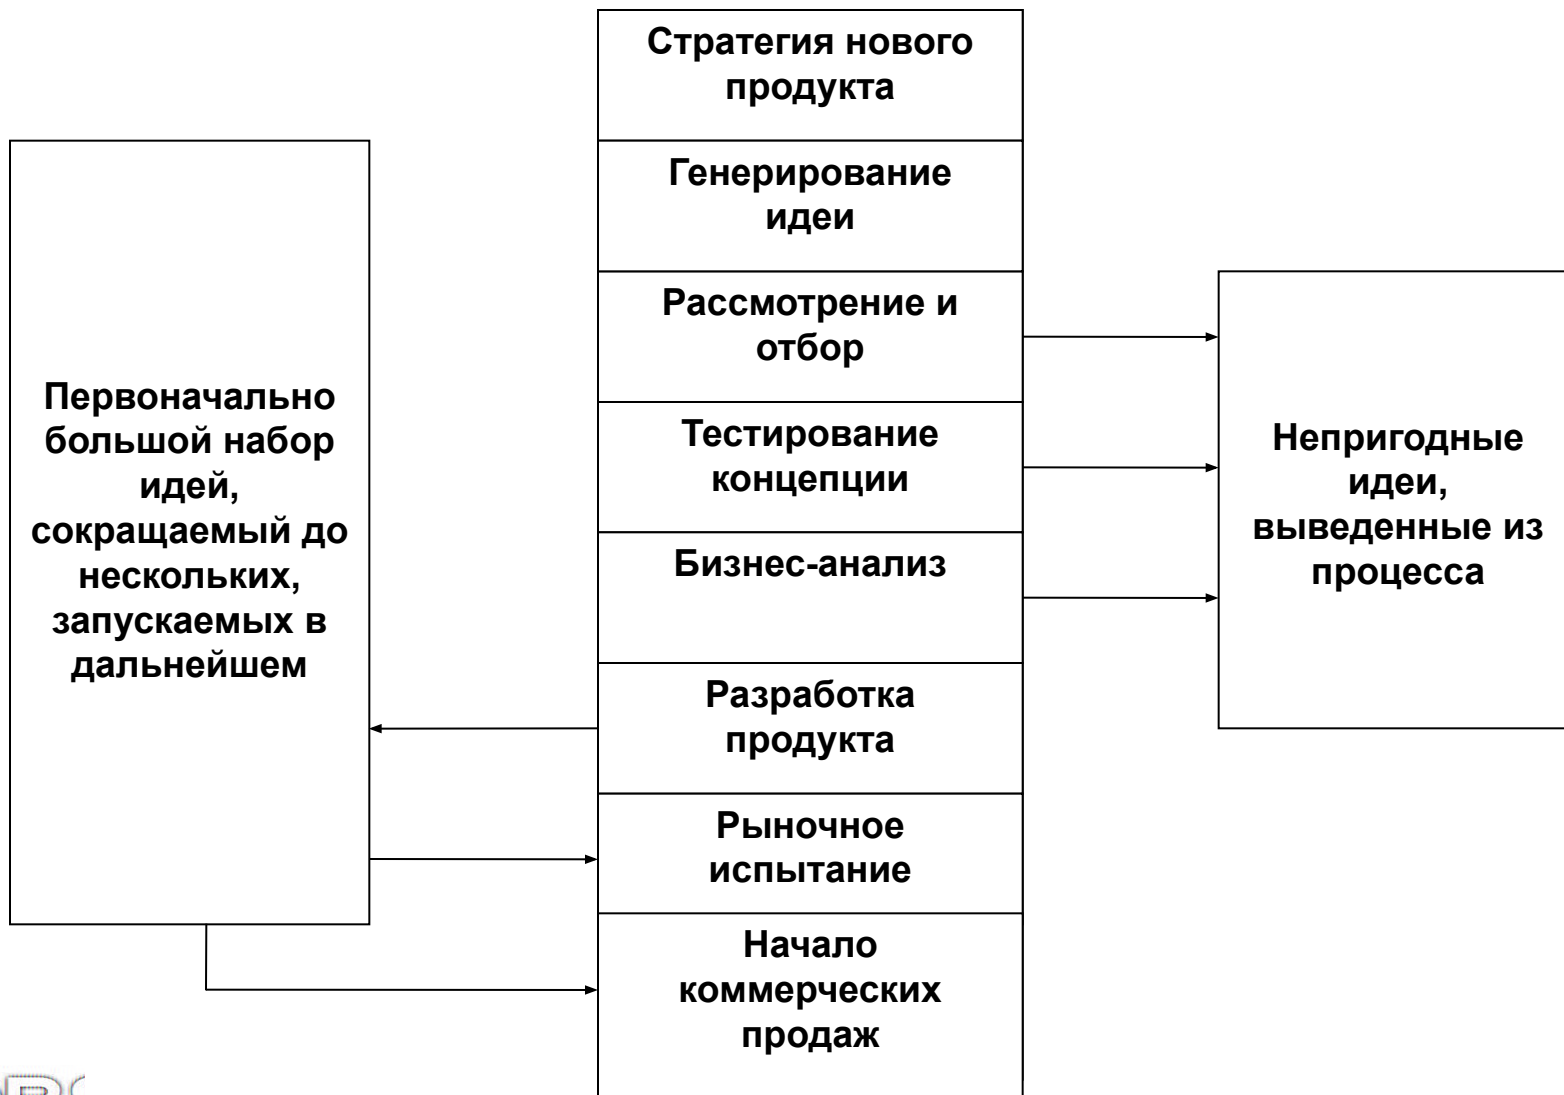 Стратегия нового
продукта
Генерирование
идеи
Рассмотрение и
отбор
Тестирование
концепции
Бизнес-анализ
Разработка
продукта
Рыночное
испытание
Начало
коммерческих
продаж
Первоначально
большой набор
идей,
сокращаемый до
нескольких,
запускаемых в
дальнейшем
Непригодные
идеи,
выведенные из
процесса